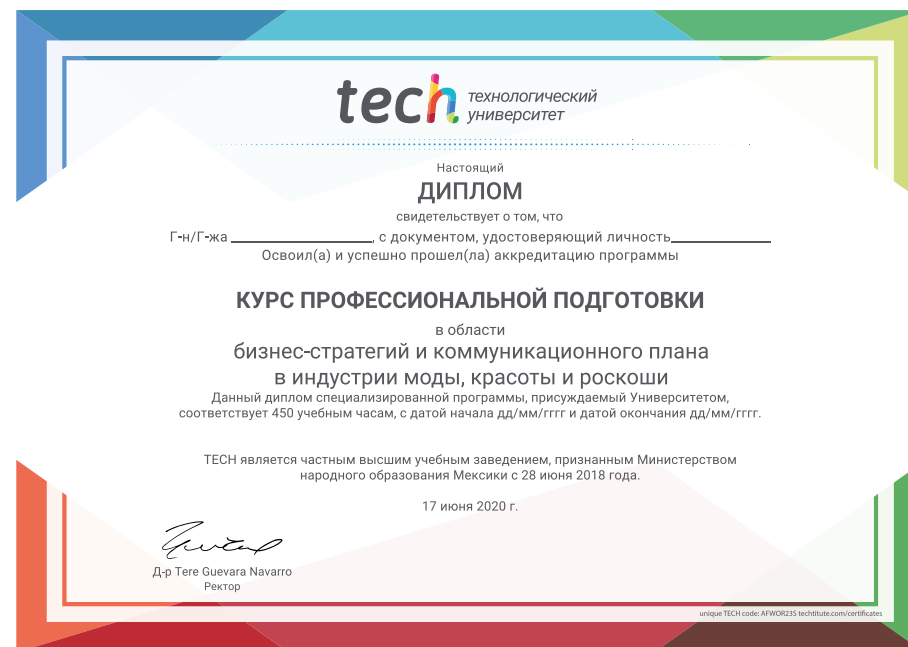 tech технологический
университет
Настоящий
ДИПЛОМ
свидетельствует о том, что
Г-н/Г-жа ____________________, с документом, удостоверяющий личность______________
Освоил(а) и успешно прошел(ла) аккредитацию программы
КУРС ПРОФЕССИОНАЛЬНОЙ ПОДГОТОВКИ
в области
бизнес-стратегий и коммуникационного плана
в индустрии моды, красоты и роскоши
Данный диплом специализированной программы, присуждаемый Университетом,
соответствует 450 учебным часам, с датой начала дд/мм/гггг и датой окончания дд/мм/гггг.
TECH является частным высшим учебным заведением, признанным Министерством
народного образования Мексики с 28 июня 2018 года.
17 июня 2020 г.
Д-р Tere Guevara Navarro
Ректор
unique TECH code: AFWOR23S techtitute.com/certificates